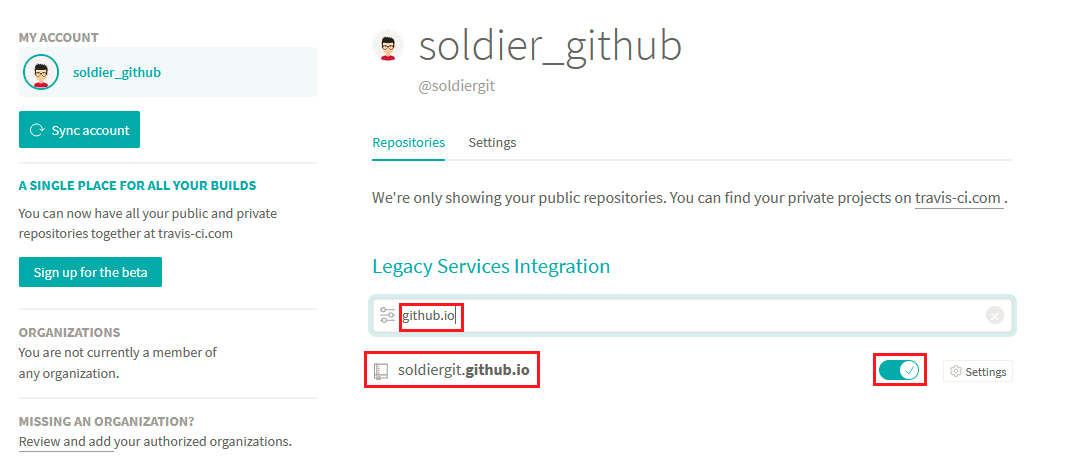 MY ACCOUNT
soldier_github
Sync account
A SINGLE PLACE FOR ALL YOUR BUILDS
You can now have all your public and private
repositories together at travis-ci.com
Sign up for the beta
ORGANIZATIONS
You are not currently a member of
any organization.
MISSING AN ORGANIZATION?
Review and add your authorized organizations.
soldier_github
@soldiergit
Repositories Settings
We're only showing your public repositories. You can find your private projects on travis-ci.com .
Legacy Services Integration
github.io
soldiergit.github.io
Settings